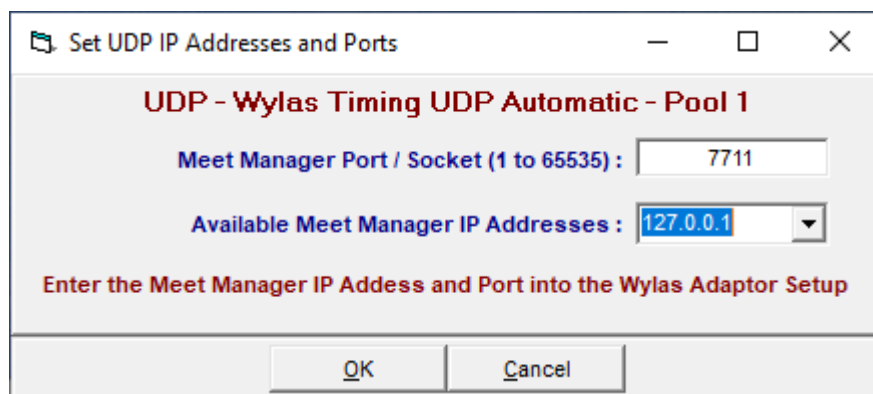 Set UDP IP Addresses and Ports
UDP - Wylas Timing UDP Automatic - Pool 1
Meet Manager Port / Socket (1 to 65535) : 7711
Available Meet Manager IP Addresses : 127.0.0.1
Enter the Meet Manager IP Addess and Port into the Wylas Adaptor Setup
OK Cancel